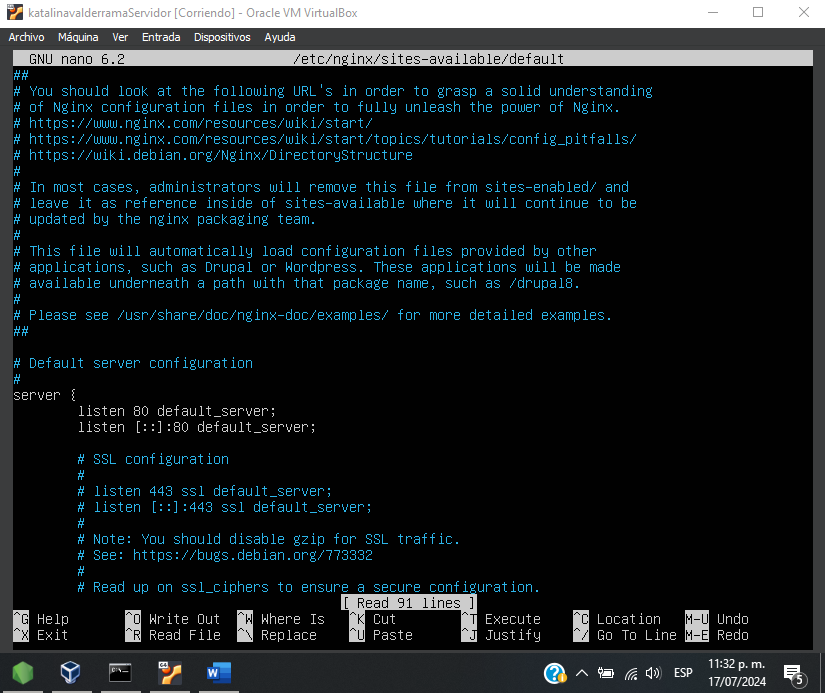 katalinavalderramaServidor [Corriendo] - Oracle VM VirtualBox
Archivo Máquina Ver Entrada Dispositivos Ayuda
GNU nano 6.2 /etc/nginx/sites-available/default
##
# You should look at the following URL's in order to grasp a solid understanding
# of Nginx configuration files in order to fully unleash the power of Nginx.
# https://www.nginx.com/resources/wiki/start/
# https://www.nginx.com/resources/wiki/start/topics/tutorials/config_pitfalls/
# https://wiki.debian.org/Nginx/DirectoryStructure
#
# In most cases, administrators will remove this file from sites-enabled/ and
# leave it as reference inside of sites-available where it will continue to be
# updated by the nginx packaging team.
#
# This file will automatically load configuration files provided by other
# applications, such as Drupal or Wordpress. These applications will be made
# available underneath a path with that package name, such as /drupal8.
#
# Please see /usr/share/doc/nginx-doc/examples/ for more detailed examples.
##
# Default server configuration
#
server {
listen 80 default_server;
listen [::]:80 default_server;
# SSL configuration
#
# listen 443 ssl default_server;
# listen [::]:443 ssl default_server;
#
# Note: You should disable gzip for SSL traffic.
# See: https://bugs.debian.org/773332
#
# Read up on ssl_ciphers to ensure a secure configuration.
[ Read 91 lines ]
^G Help ^O Write Out ^W Where Is ^K Cut ^T Execute ^C Location M-U Undo
^X Exit ^R Read File ^\ Replace ^U Paste ^J Justify ^/ Go To Line M-E Redo
ESP 11:32 p. m.
17/07/2024 5